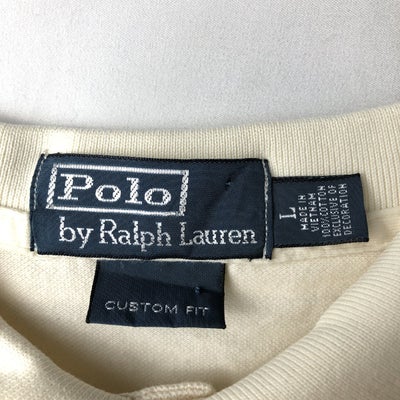 Polo
by Ralph Lauren
L
MADE IN
VIETNAM
100% COTTON
EXCLUSIVE OF
DECORATION
CUSTOM FIT